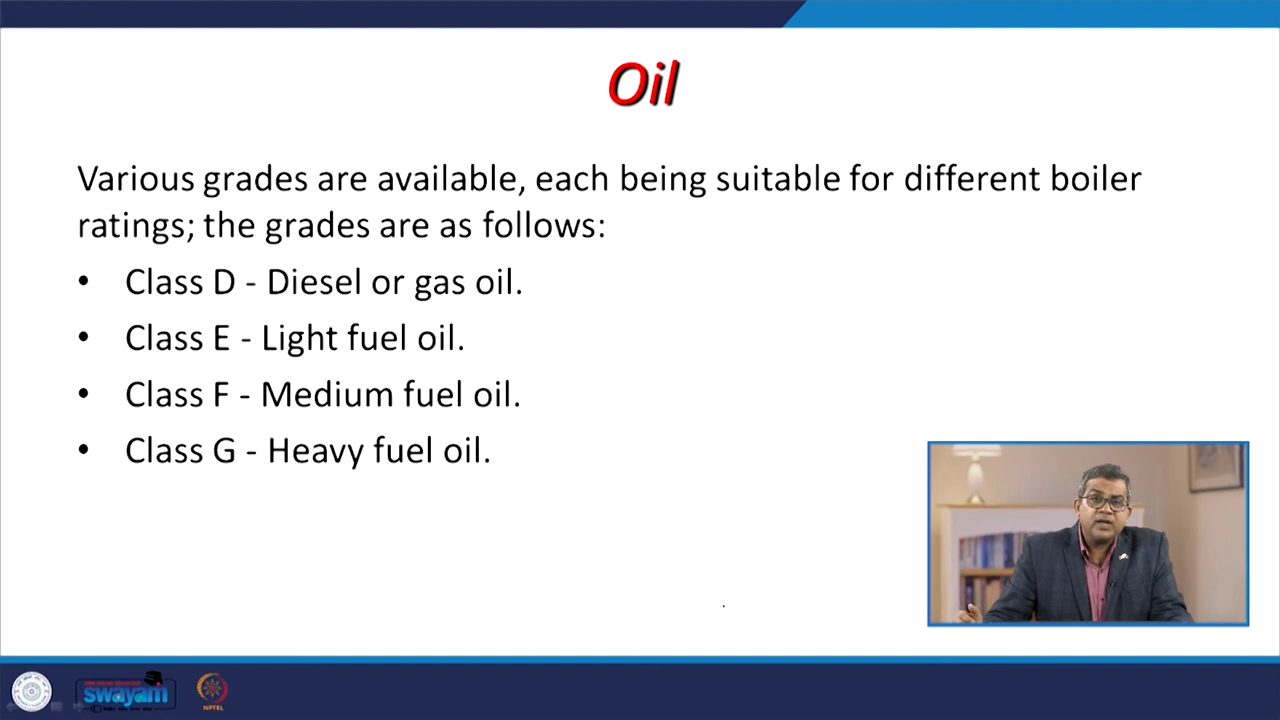 Oil
Various grades are available, each being suitable for different boiler
ratings; the grades are as follows:
• Class D - Diesel or gas oil.
• Class E - Light fuel oil.
• Class F - Medium fuel oil.
• Class G - Heavy fuel oil.
swayam
NPTEL